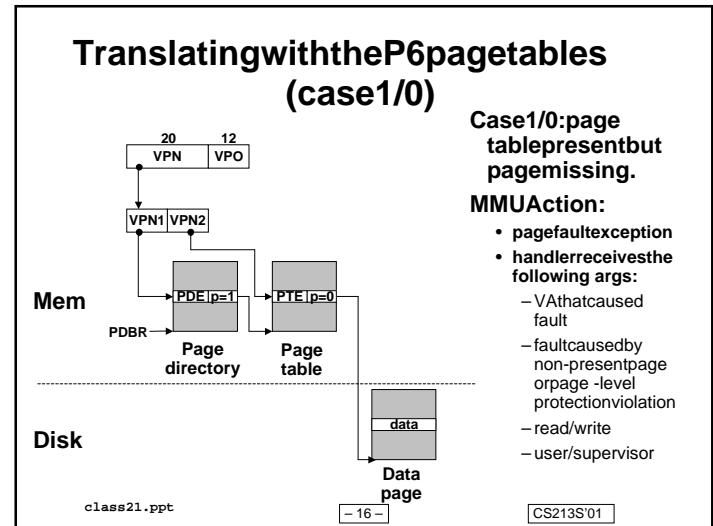 TranslatingwiththeP6pagetables
(case1/0)
20 12
VPN VPO
VPN1 VPN2
Mem
PDE p=1 PTE p=0
PDBR
Page
directory
Page
table
Disk
data
Data
page
Case1/0:page
tablepresentbut
pagemissing.
MMUAction:
• pagefaultexception
• handlerreceivesthe
following args:
–VAthatcaused
fault
–faultcausedby
non-presentpage
orpage -level
protectionviolation
–read/write
–user/supervisor
class21.ppt
– 16 –
CS213S'01